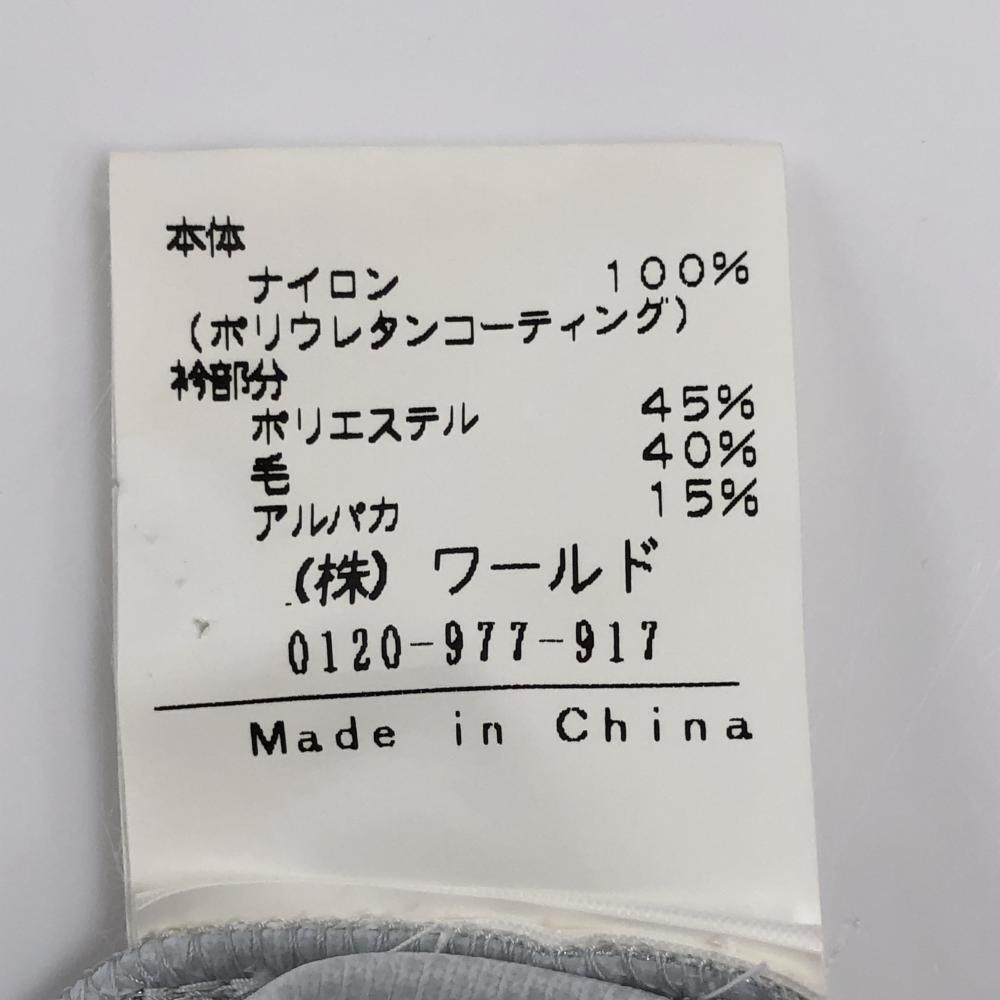 本体
ナイロン 100%
(ポリウレタンコーティング)
衿部分
ポリエステル 45%
毛 40%
アルパカ 15%
(株) ワールド
0120-977-917
Made in China